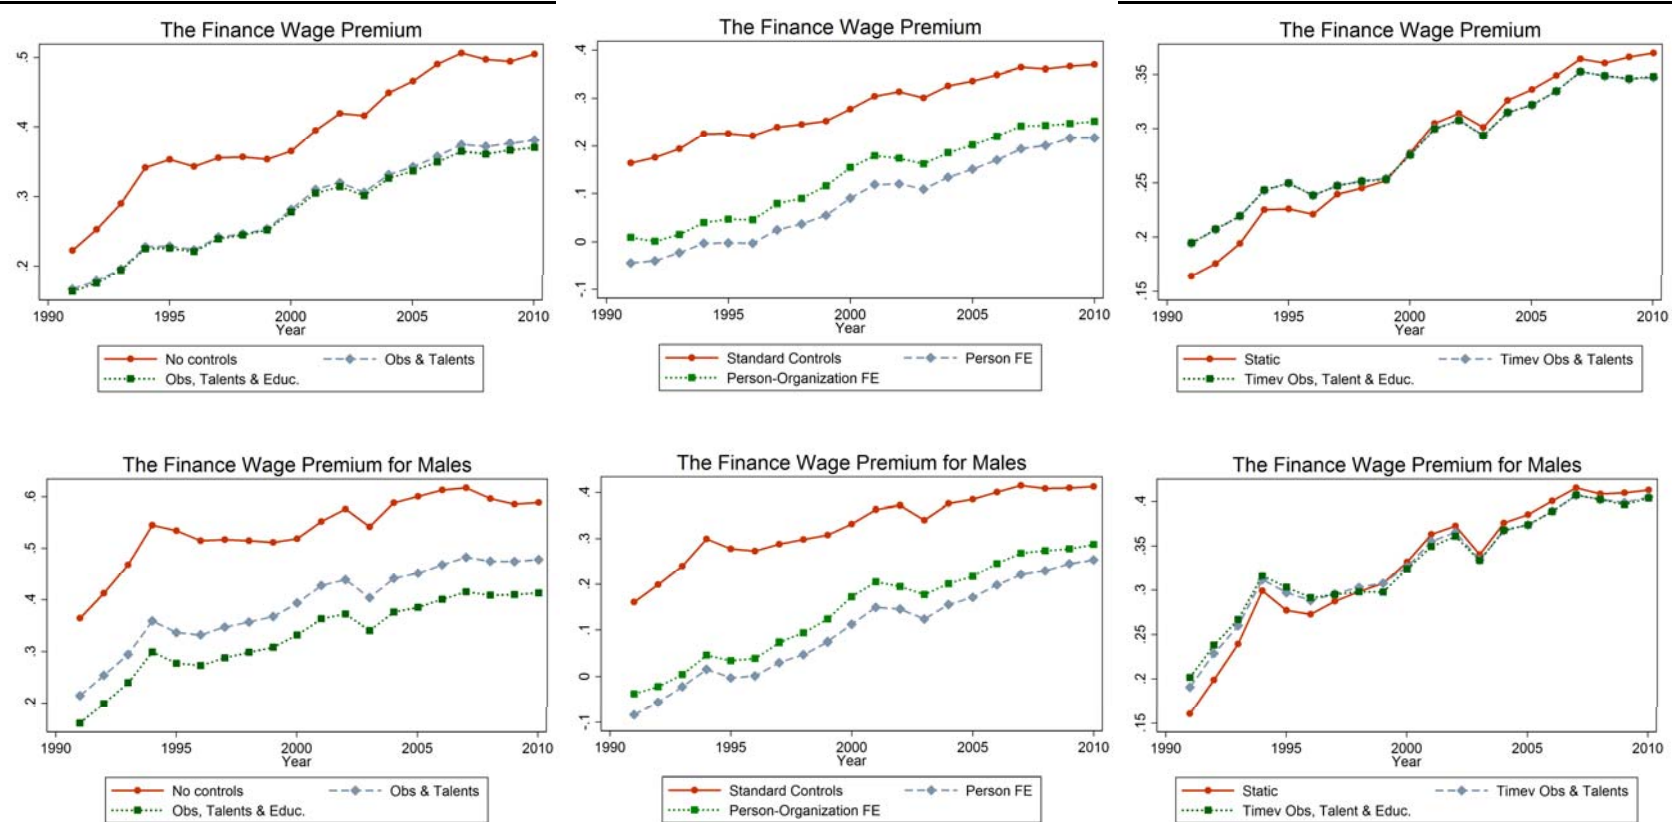 The Finance Wage Premium
.5
.4
.3
.2
1990 1995 2000 2005 2010
Year
No controls Obs & Talents
Obs, Talents & Educ.
The Finance Wage Premium
.4
.3
.2
.1
0
-.1
1990 1995 2000 2005 2010
Year
Standard Controls Person FE
Person-Organization FE
The Finance Wage Premium
.35
.3
.25
.2
.15
1990 1995 2000 2005 2010
Year
Static Timev Obs & Talents
Timev Obs, Talent & Educ.
The Finance Wage Premium for Males
.6
.5
.4
.3
.2
1990 1995 2000 2005 2010
Year
No controls Obs & Talents
Obs, Talents & Educ.
The Finance Wage Premium for Males
.4
.3
.2
.1
0
-.1
1990 1995 2000 2005 2010
Year
Standard Controls Person FE
Person-Organization FE
The Finance Wage Premium for Males
.4
.35
.3
.25
.2
.15
1990 1995 2000 2005 2010
Year
Static Timev Obs & Talents
Timev Obs, Talent & Educ.